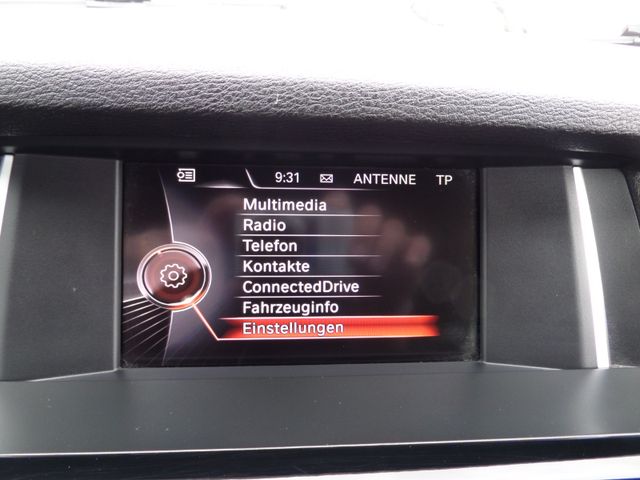 9:31 ANTENNE TP
Multimedia
Radio
Telefon
Kontakte
ConnectedDrive
Fahrzeuginfo
Einstellungen